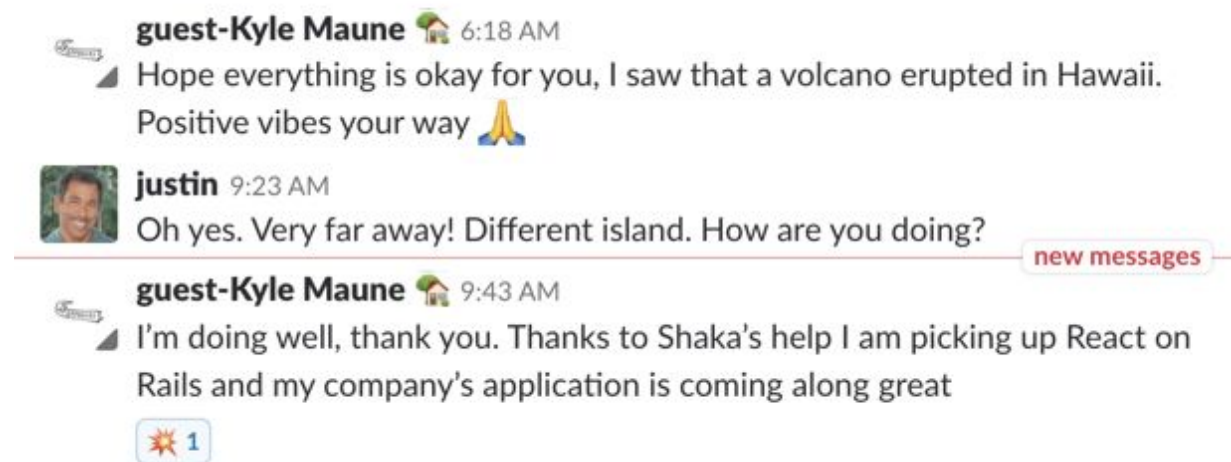 guest-Kyle Maune 🏡 6:18 AM
Hope everything is okay for you, I saw that a volcano erupted in Hawaii.
Positive vibes your way 🙏
justin 9:23 AM
Oh yes. Very far away! Different island. How are you doing?
new messages
guest-Kyle Maune 🏡 9:43 AM
I’m doing well, thank you. Thanks to Shaka’s help I am picking up React on
Rails and my company’s application is coming along great
💥 1